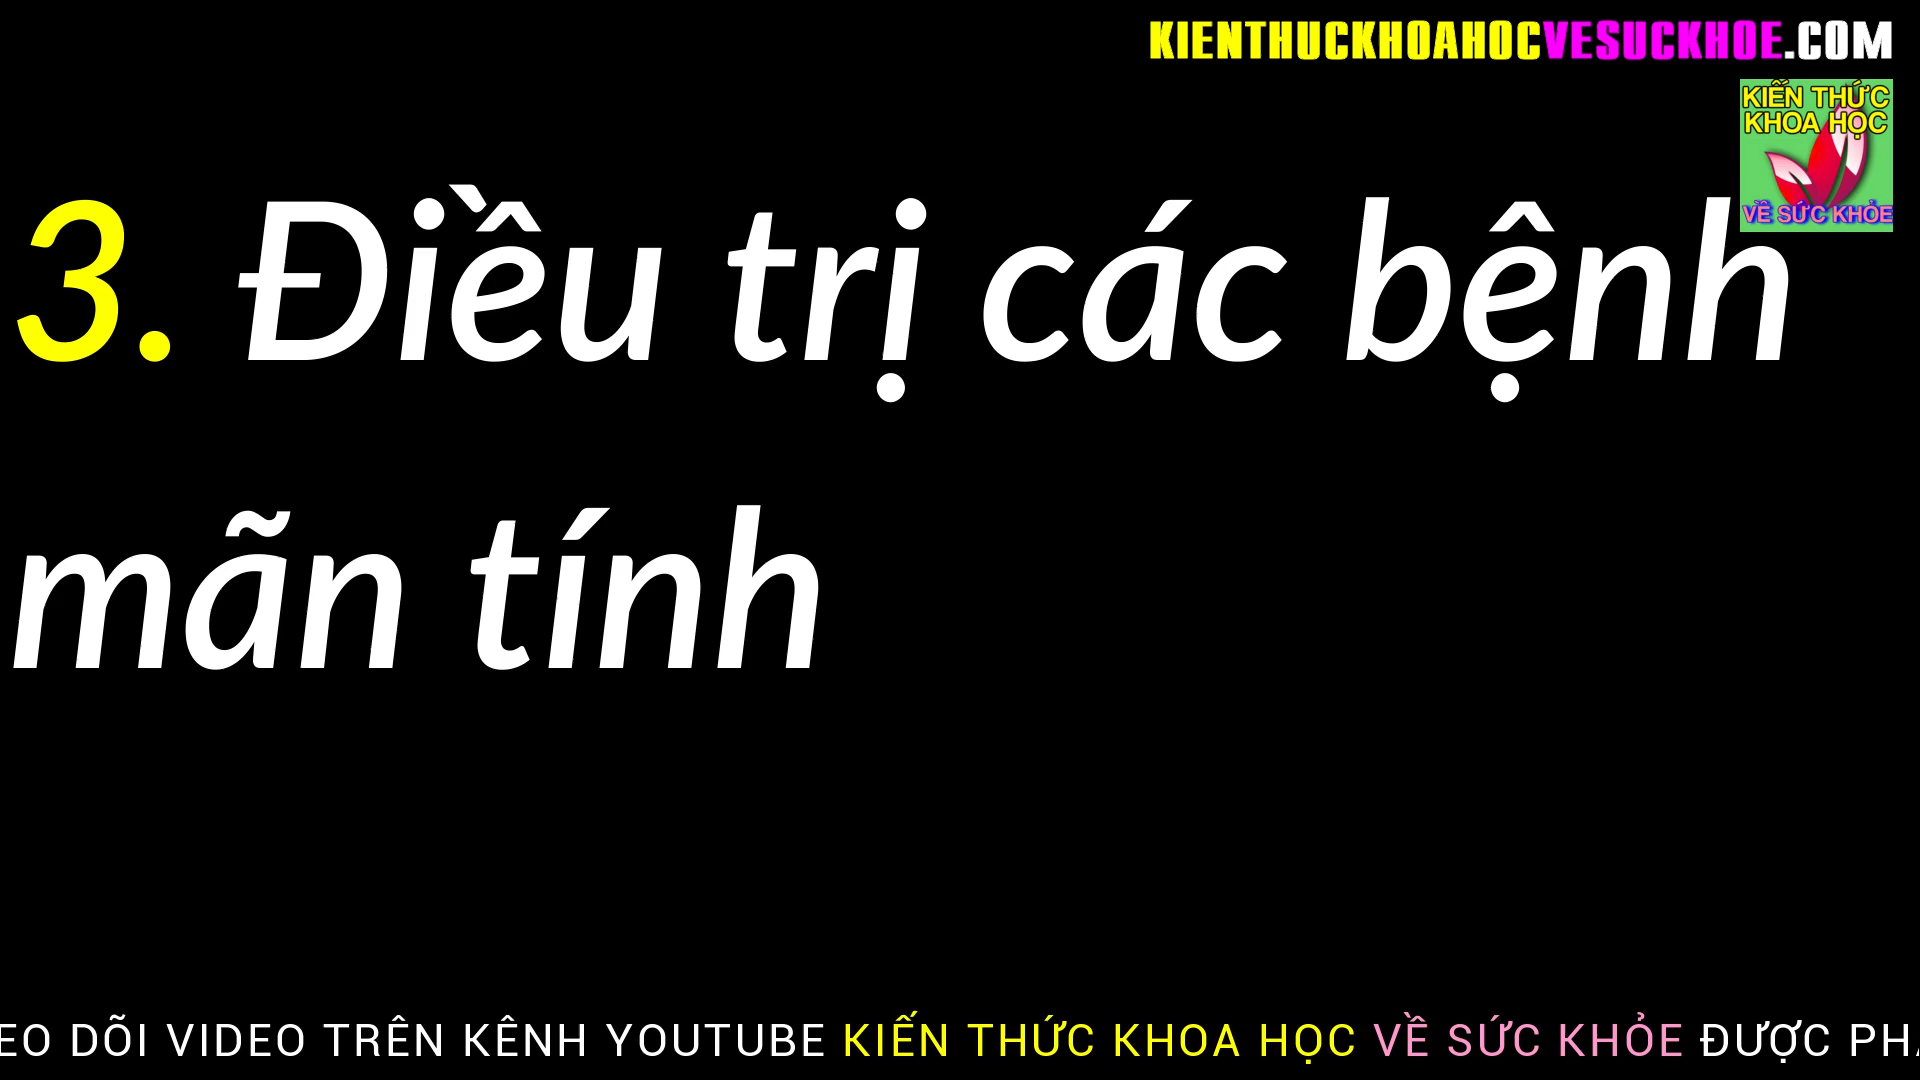 KIENTHUCKHOAHOCVESUCKHOE.COM
KIẾN THỨC
KHOA HỌC
VỀ SỨC KHỎE
3. Điều trị các bệnh
mãn tính
EO DÕI VIDEO TRÊN KÊNH YOUTUBE KIẾN THỨC KHOA HỌC VỀ SỨC KHỎE ĐƯỢC PH